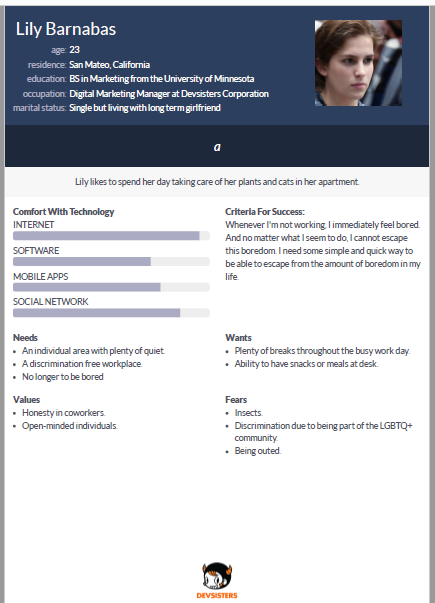 Lily Barnabas
age: 23
residence: San Mateo, California
education: BS in Marketing from the University of Minnesota
occupation: Digital Marketing Manager at Devsisters Corporation
marital status: Single but living with long term girlfriend
a
Lily likes to spend her day taking care of her plants and cats in her apartment.
Comfort With Technology
INTERNET
SOFTWARE
MOBILE APPS
SOCIAL NETWORK
Criteria For Success:
Whenever I'm not working, I immediately feel bored.
And no matter what I seem to do, I cannot escape
this boredom. I need some simple and quick way to
be able to escape from the amount of boredom in my
life.
Needs
• An individual area with plenty of quiet.
• A discrimination free workplace.
• No longer to be bored
Wants
• Plenty of breaks throughout the busy work day.
• Ability to have snacks or meals at desk.
Values
• Honesty in coworkers.
• Open-minded individuals.
Fears
• Insects.
• Discrimination due to being part of the LGBTQ+
community.
• Being outed.
DEVSISTERS